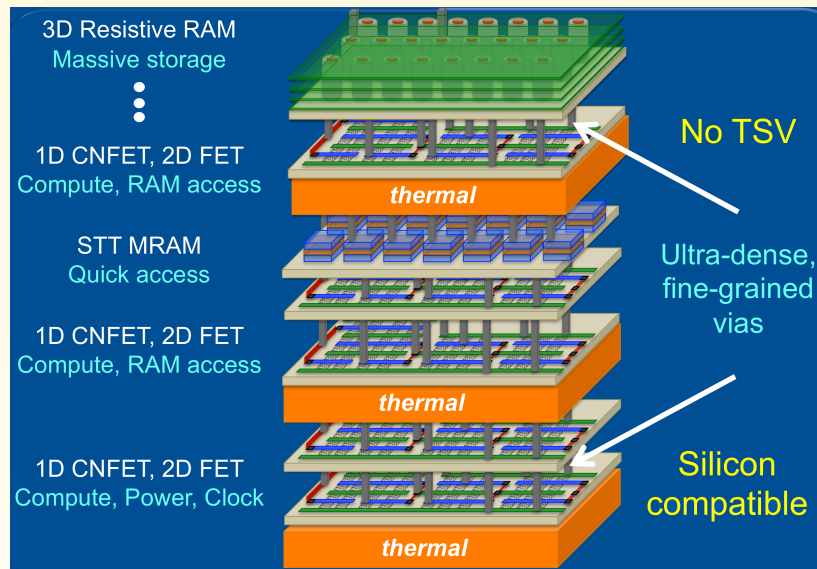 3D Resistive RAM
Massive storage
1D CNFET, 2D FET
Compute, RAM access
thermal
STT MRAM
Quick access
1D CNFET, 2D FET
Compute, RAM access
thermal
1D CNFET, 2D FET
Compute, Power, Clock
thermal
No TSV
Ultra-dense,
fine-grained
vias
Silicon
compatible